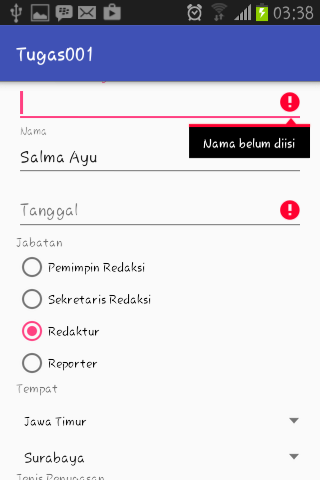 03:38
Tugas001
Nama belum diisi
Nama
Salma Ayu
Tanggal
Jabatan
Pemimpin Redaksi
Sekretaris Redaksi
Redaktur
Reporter
Tempat
Jawa Timur
Surabaya
Jenis Penugasan